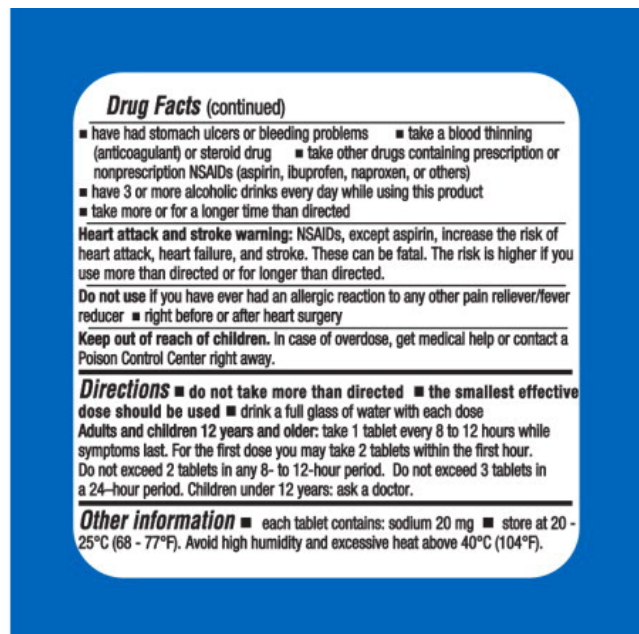 Drug Facts (continued)
■ have had stomach ulcers or bleeding problems ■ take a blood thinning
(anticoagulant) or steroid drug ■ take other drugs containing prescription or
nonprescription NSAIDs (aspirin, ibuprofen, naproxen, or others)
■ have 3 or more alcoholic drinks every day while using this product
■ take more or for a longer time than directed
Heart attack and stroke warning: NSAIDs, except aspirin, increase the risk of
heart attack, heart failure, and stroke. These can be fatal. The risk is higher if you
use more than directed or for longer than directed.
Do not use if you have ever had an allergic reaction to any other pain reliever/fever
reducer ■ right before or after heart surgery
Keep out of reach of children. In case of overdose, get medical help or contact a
Poison Control Center right away.
Directions ■ do not take more than directed ■ the smallest effective
dose should be used ■ drink a full glass of water with each dose
Adults and children 12 years and older: take 1 tablet every 8 to 12 hours while
symptoms last. For the first dose you may take 2 tablets within the first hour.
Do not exceed 2 tablets in any 8- to 12-hour period. Do not exceed 3 tablets in
a 24–hour period. Children under 12 years: ask a doctor.
Other information ■ each tablet contains: sodium 20 mg ■ store at 20 -
25°C (68 - 77°F). Avoid high humidity and excessive heat above 40°C (104°F).